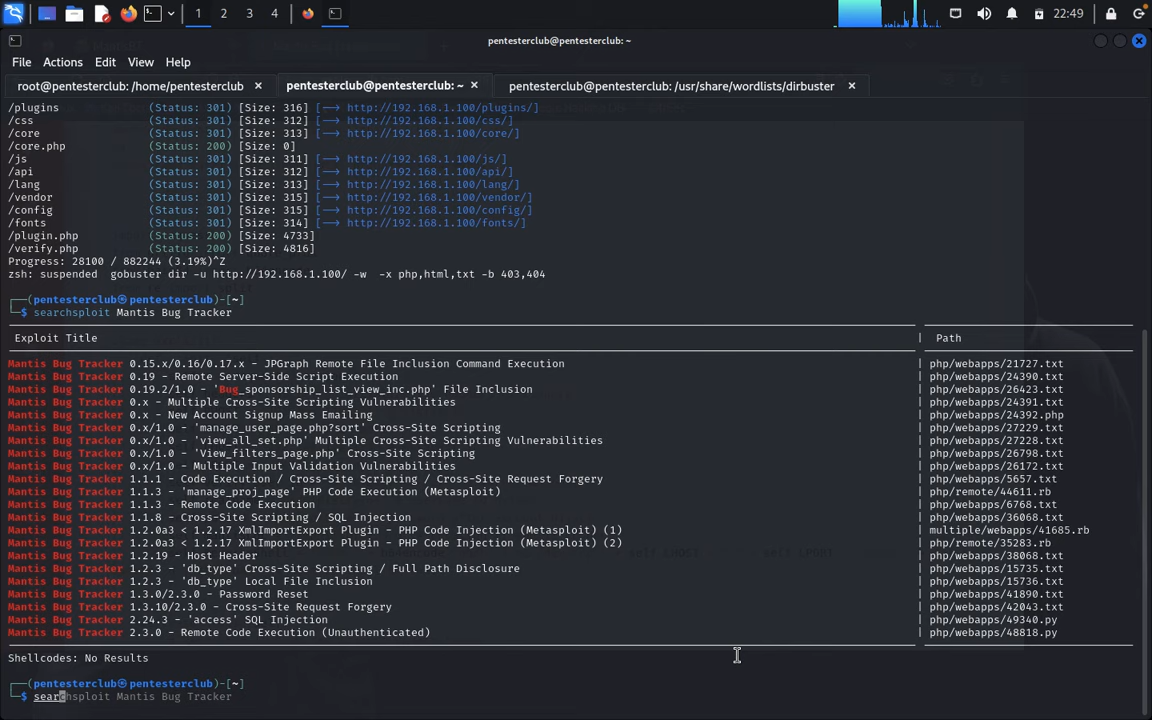 1 2 3 4 22:49
pentesterclub@pentesterclub: ~
File Actions Edit View Help
root@pentesterclub: /home/pentesterclub × pentesterclub@pentesterclub: ~ × pentesterclub@pentesterclub: /usr/share/wordlists/dirbuster ×
/plugins (Status: 301) [Size: 316] [--> http://192.168.1.100/plugins/]
/css (Status: 301) [Size: 312] [--> http://192.168.1.100/css/]
/core (Status: 301) [Size: 313] [--> http://192.168.1.100/core/]
/core.php (Status: 200) [Size: 0]
/js (Status: 301) [Size: 311] [--> http://192.168.1.100/js/]
/api (Status: 301) [Size: 312] [--> http://192.168.1.100/api/]
/lang (Status: 301) [Size: 313] [--> http://192.168.1.100/lang/]
/vendor (Status: 301) [Size: 315] [--> http://192.168.1.100/vendor/]
/config (Status: 301) [Size: 315] [--> http://192.168.1.100/config/]
/fonts (Status: 301) [Size: 314] [--> http://192.168.1.100/fonts/]
/plugin.php (Status: 200) [Size: 4733]
/verify.php (Status: 200) [Size: 4816]
Progress: 28100 / 882244 (3.19%)^Z
zsh: suspended gobuster dir -u http://192.168.1.100/ -w -x php,html,txt -b 403,404
┌──(pentesterclub㉿pentesterclub)-[~]
└─$ searchsploit Mantis Bug Tracker
Exploit Title | Path
Mantis Bug Tracker 0.15.x/0.16/0.17.x - JPGraph Remote File Inclusion Command Execution | php/webapps/21727.txt
Mantis Bug Tracker 0.19 - Remote Server-Side Script Execution | php/webapps/24390.txt
Mantis Bug Tracker 0.19.2/1.0 - 'Bug_sponsorship_list_view_inc.php' File Inclusion | php/webapps/26423.txt
Mantis Bug Tracker 0.x - Multiple Cross-Site Scripting Vulnerabilities | php/webapps/24391.txt
Mantis Bug Tracker 0.x - New Account Signup Mass Emailing | php/webapps/24392.php
Mantis Bug Tracker 0.x/1.0 - 'manage_user_page.php?sort' Cross-Site Scripting | php/webapps/27229.txt
Mantis Bug Tracker 0.x/1.0 - 'view_all_set.php' Multiple Cross-Site Scripting Vulnerabilities | php/webapps/27228.txt
Mantis Bug Tracker 0.x/1.0 - 'View_filters_page.php' Cross-Site Scripting | php/webapps/26798.txt
Mantis Bug Tracker 0.x/1.0 - Multiple Input Validation Vulnerabilities | php/webapps/26172.txt
Mantis Bug Tracker 1.1.1 - Code Execution / Cross-Site Scripting / Cross-Site Request Forgery | php/webapps/5657.txt
Mantis Bug Tracker 1.1.3 - 'manage_proj_page' PHP Code Execution (Metasploit) | php/remote/44611.rb
Mantis Bug Tracker 1.1.3 - Remote Code Execution | php/webapps/6768.txt
Mantis Bug Tracker 1.1.8 - Cross-Site Scripting / SQL Injection | php/webapps/36068.txt
Mantis Bug Tracker 1.2.0a3 < 1.2.17 XmlImportExport Plugin - PHP Code Injection (Metasploit) (1) | multiple/webapps/41685.rb
Mantis Bug Tracker 1.2.0a3 < 1.2.17 XmlImportExport Plugin - PHP Code Injection (Metasploit) (2) | php/remote/35283.rb
Mantis Bug Tracker 1.2.19 - Host Header | php/webapps/38068.txt
Mantis Bug Tracker 1.2.3 - 'db_type' Cross-Site Scripting / Full Path Disclosure | php/webapps/15735.txt
Mantis Bug Tracker 1.2.3 - 'db_type' Local File Inclusion | php/webapps/15736.txt
Mantis Bug Tracker 1.3.0/2.3.0 - Password Reset | php/webapps/41890.txt
Mantis Bug Tracker 1.3.10/2.3.0 - Cross-Site Request Forgery | php/webapps/42043.txt
Mantis Bug Tracker 2.24.3 - 'access' SQL Injection | php/webapps/49340.py
Mantis Bug Tracker 2.3.0 - Remote Code Execution (Unauthenticated) | php/webapps/48818.py
Shellcodes: No Results
┌──(pentesterclub㉿pentesterclub)-[~]
└─$ searchsploit Mantis Bug Tracker